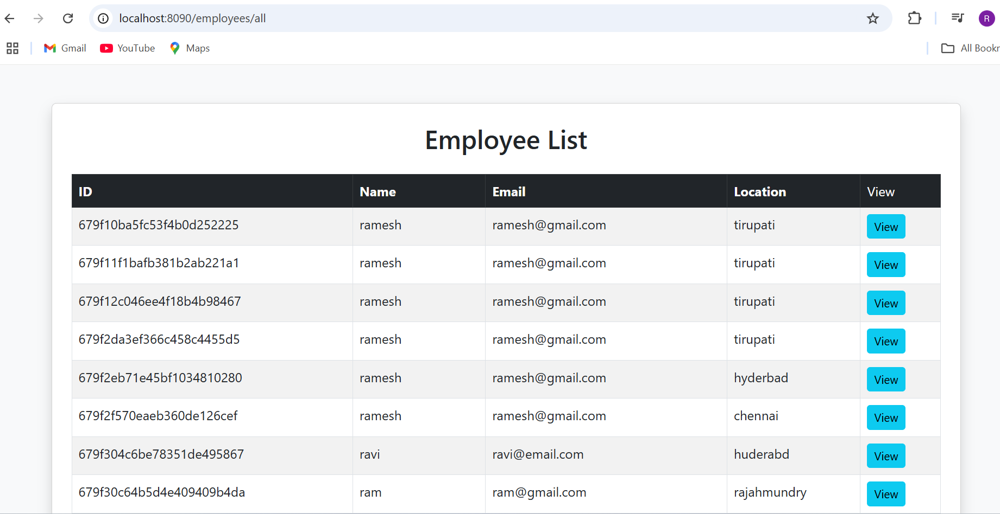 localhost:8090/employees/all
R
Gmail YouTube Maps All Bookr
Employee List
ID Name Email Location View
679f10ba5fc53f4b0d252225 ramesh ramesh@gmail.com tirupati View
679f11f1bafb381b2ab221a1 ramesh ramesh@gmail.com tirupati View
679f12c046ee4f18b4b98467 ramesh ramesh@gmail.com tirupati View
679f2da3ef366c458c4455d5 ramesh ramesh@gmail.com tirupati View
679f2eb71e45bf1034810280 ramesh ramesh@gmail.com hyderbad View
679f2f570eaeb360de126cef ramesh ramesh@gmail.com chennai View
679f304c6be78351de495867 ravi ravi@email.com huderabd View
679f30c64b5d4e409409b4da ram ram@gmail.com rajahmundry View